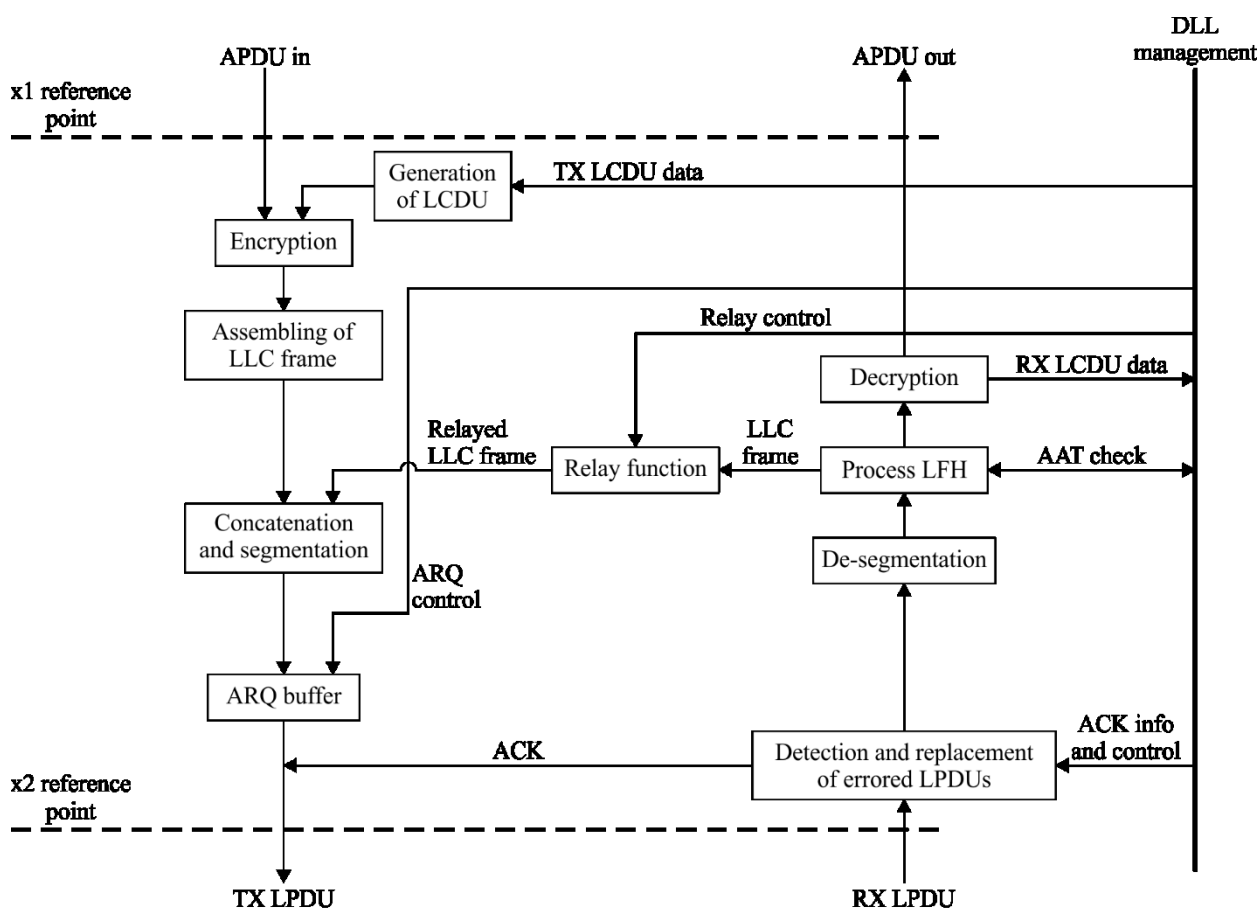 DLL
management
APDU in
APDU out
x1 reference
point
Generation
of LCDU
TX LCDU data
Encryption
Assembling of
LLC frame
Relay control
Decryption
RX LCDU data
Relayed
LLC frame
LLC
frame
Relay function
Process LFH
AAT check
Concatenation
and segmentation
De-segmentation
ARQ
control
ARQ buffer
ACK
Detection and replacement
of errored LPDUs
ACK info
and control
x2 reference
point
TX LPDU
RX LPDU